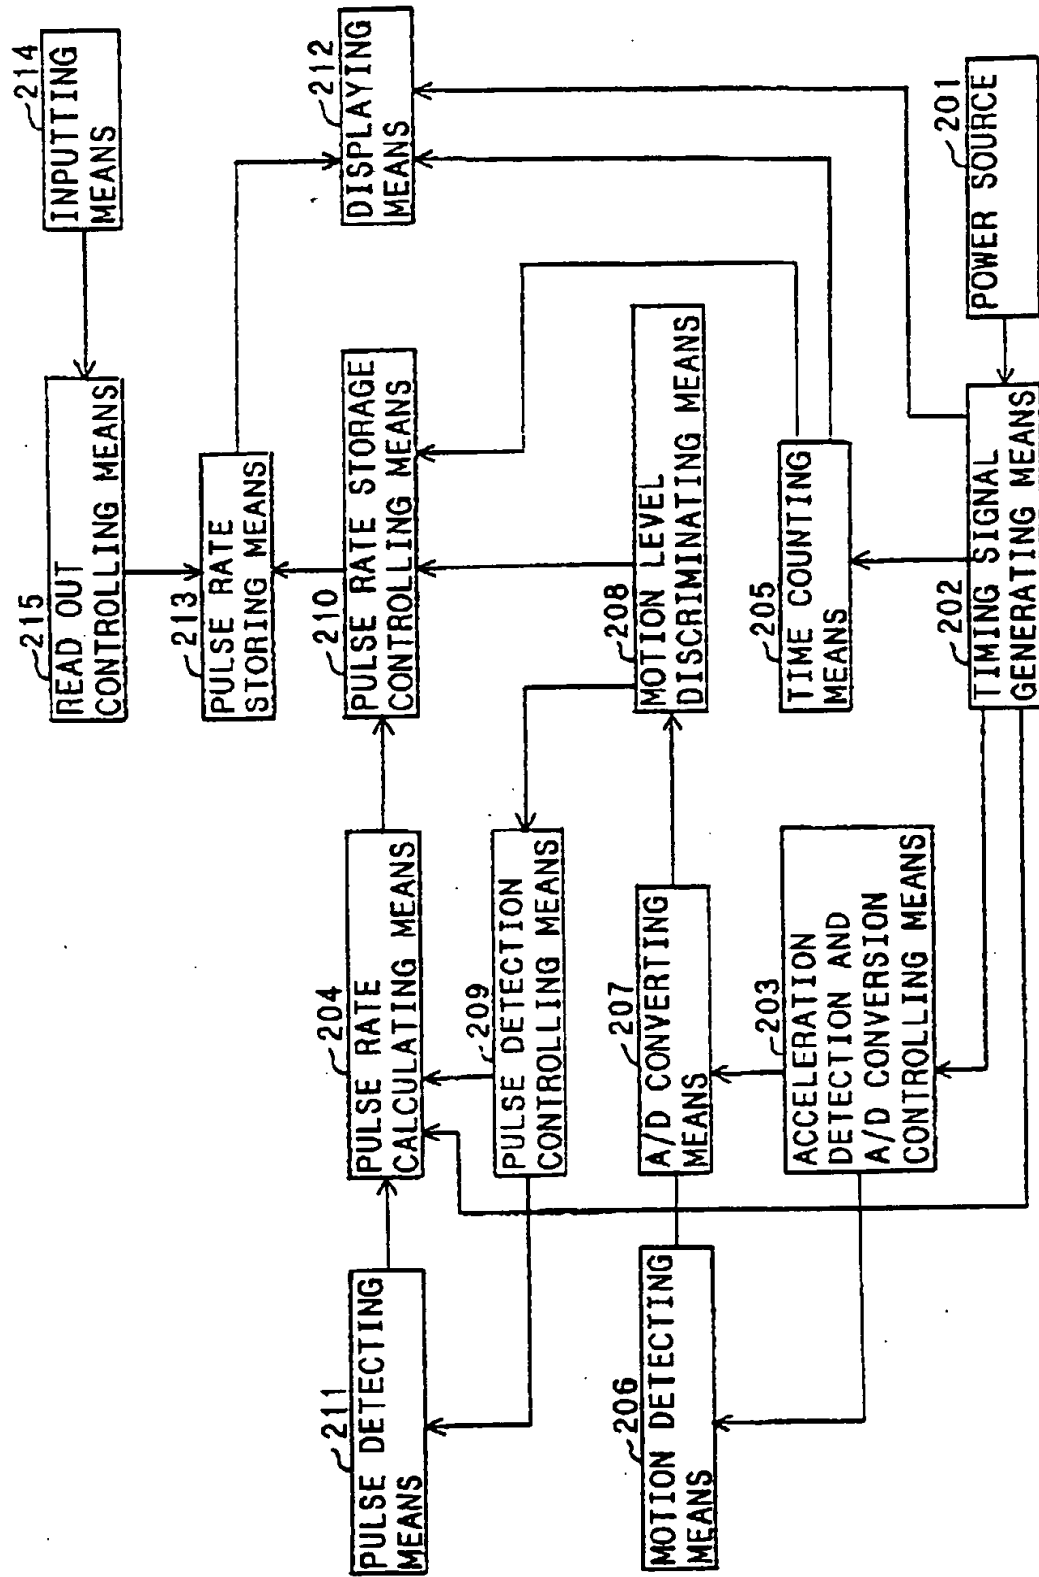 214
INPUTTING
MEANS
215
READ OUT
CONTROLLING MEANS
213
PULSE RATE
STORING MEANS
212
DISPLAYING
MEANS
211
PULSE DETECTING
MEANS
204
PULSE RATE
CALCULATING MEANS
210
PULSE RATE STORAGE
CONTROLLING MEANS
209
PULSE DETECTION
CONTROLLING MEANS
206
MOTION DETECTING
MEANS
207
A/D CONVERTING
MEANS
208
MOTION LEVEL
DISCRIMINATING MEANS
203
ACCELERATION
DETECTION AND
A/D CONVERSION
CONTROLLING MEANS
205
TIME COUNTING
MEANS
202
TIMING SIGNAL
GENERATING MEANS
201
POWER SOURCE